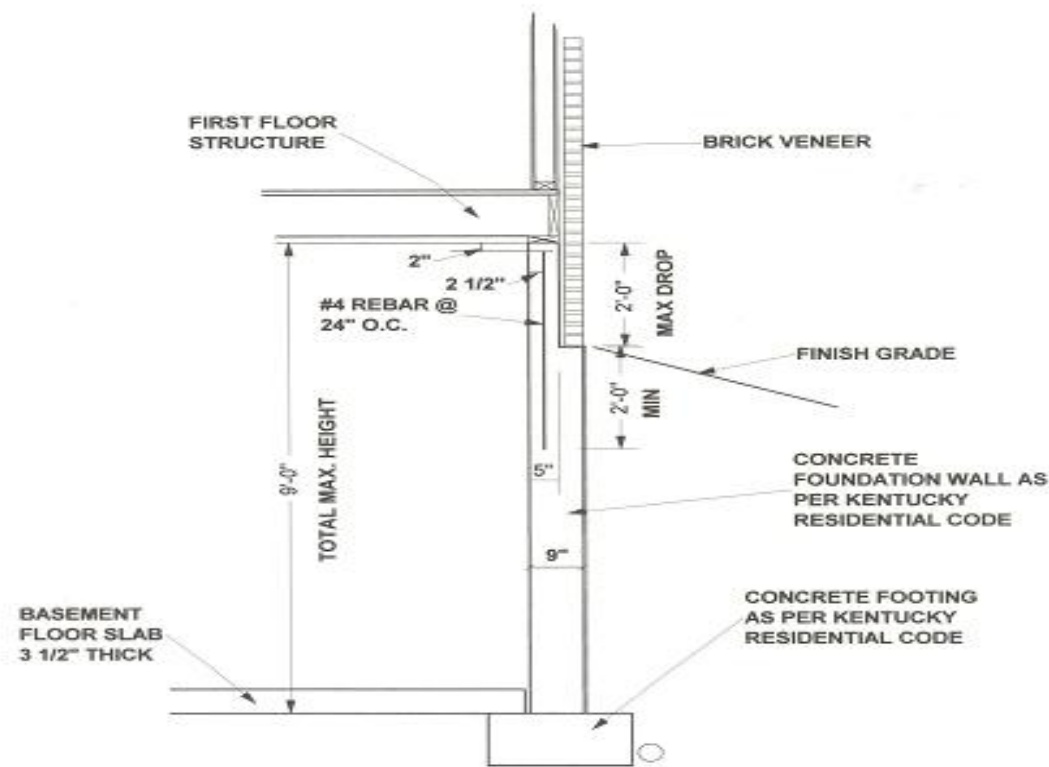 FIRST FLOOR
STRUCTURE
BRICK VENEER
2"
2 1/2"
#4 REBAR @
24" O.C.
2'-0"
MAX DROP
FINISH GRADE
2'-0"
MIN
9'-0"
TOTAL MAX. HEIGHT
5"
CONCRETE
FOUNDATION WALL AS
PER KENTUCKY
RESIDENTIAL CODE
9"
BASEMENT
FLOOR SLAB
3 1/2" THICK
CONCRETE FOOTING
AS PER KENTUCKY
RESIDENTIAL CODE